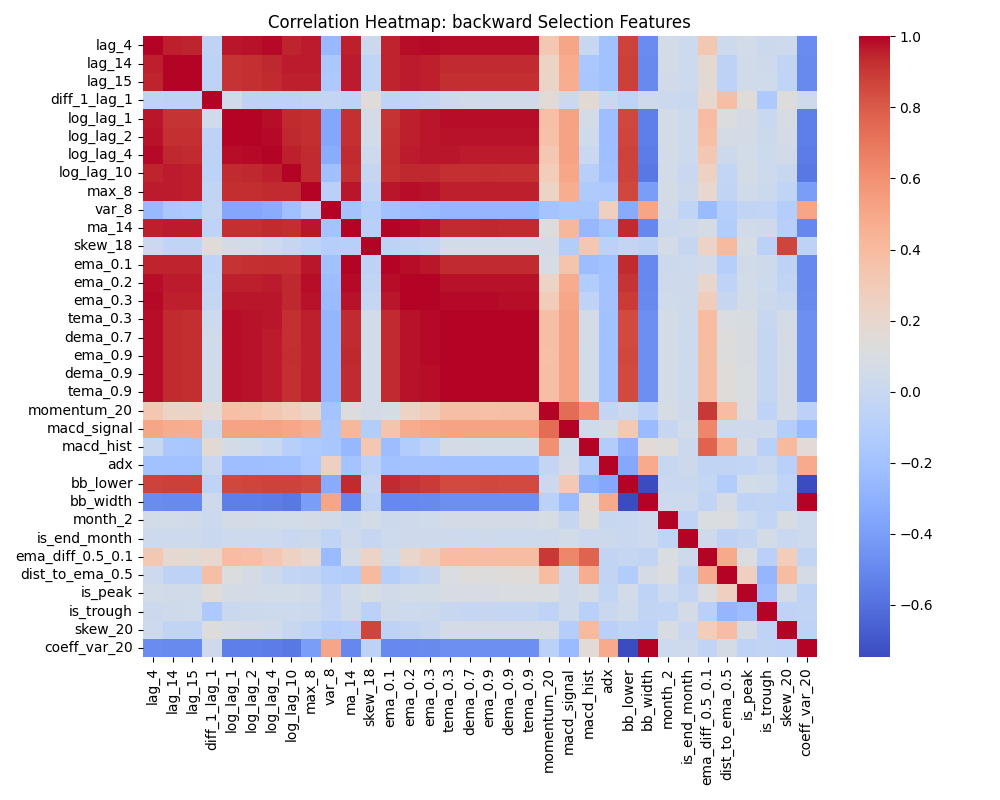 Correlation Heatmap: backward Selection Features
lag_4
lag_14
lag_15
diff_1_lag_1
log_lag_1
log_lag_2
log_lag_4
log_lag_10
max_8
var_8
ma_14
skew_18
ema_0.1
ema_0.2
ema_0.3
tema_0.3
dema_0.7
ema_0.9
dema_0.9
tema_0.9
momentum_20
macd_signal
macd_hist
adx
bb_lower
bb_width
month_2
is_end_month
ema_diff_0.5_0.1
dist_to_ema_0.5
is_peak
is_trough
skew_20
coeff_var_20
lag_4
lag_14
lag_15
diff_1_lag_1
log_lag_1
log_lag_2
log_lag_4
log_lag_10
max_8
var_8
ma_14
skew_18
ema_0.1
ema_0.2
ema_0.3
tema_0.3
dema_0.7
ema_0.9
dema_0.9
tema_0.9
momentum_20
macd_signal
macd_hist
adx
bb_lower
bb_width
month_2
is_end_month
ema_diff_0.5_0.1
dist_to_ema_0.5
is_peak
is_trough
skew_20
coeff_var_20
1.0
0.8
0.6
0.4
0.2
0.0
−0.2
−0.4
−0.6